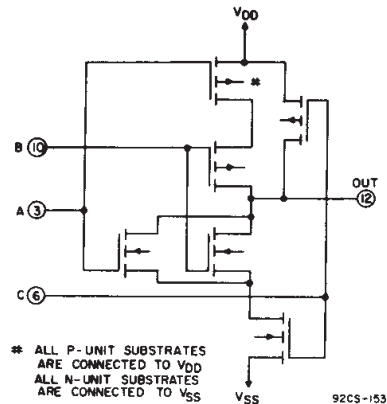 VDD
#
B 10
OUT
12
A 3
C 6
# ALL P-UNIT SUBSTRATES
ARE CONNECTED TO VDD
ALL N-UNIT SUBSTRATES
ARE CONNECTED TO VSS
VSS
92CS-153